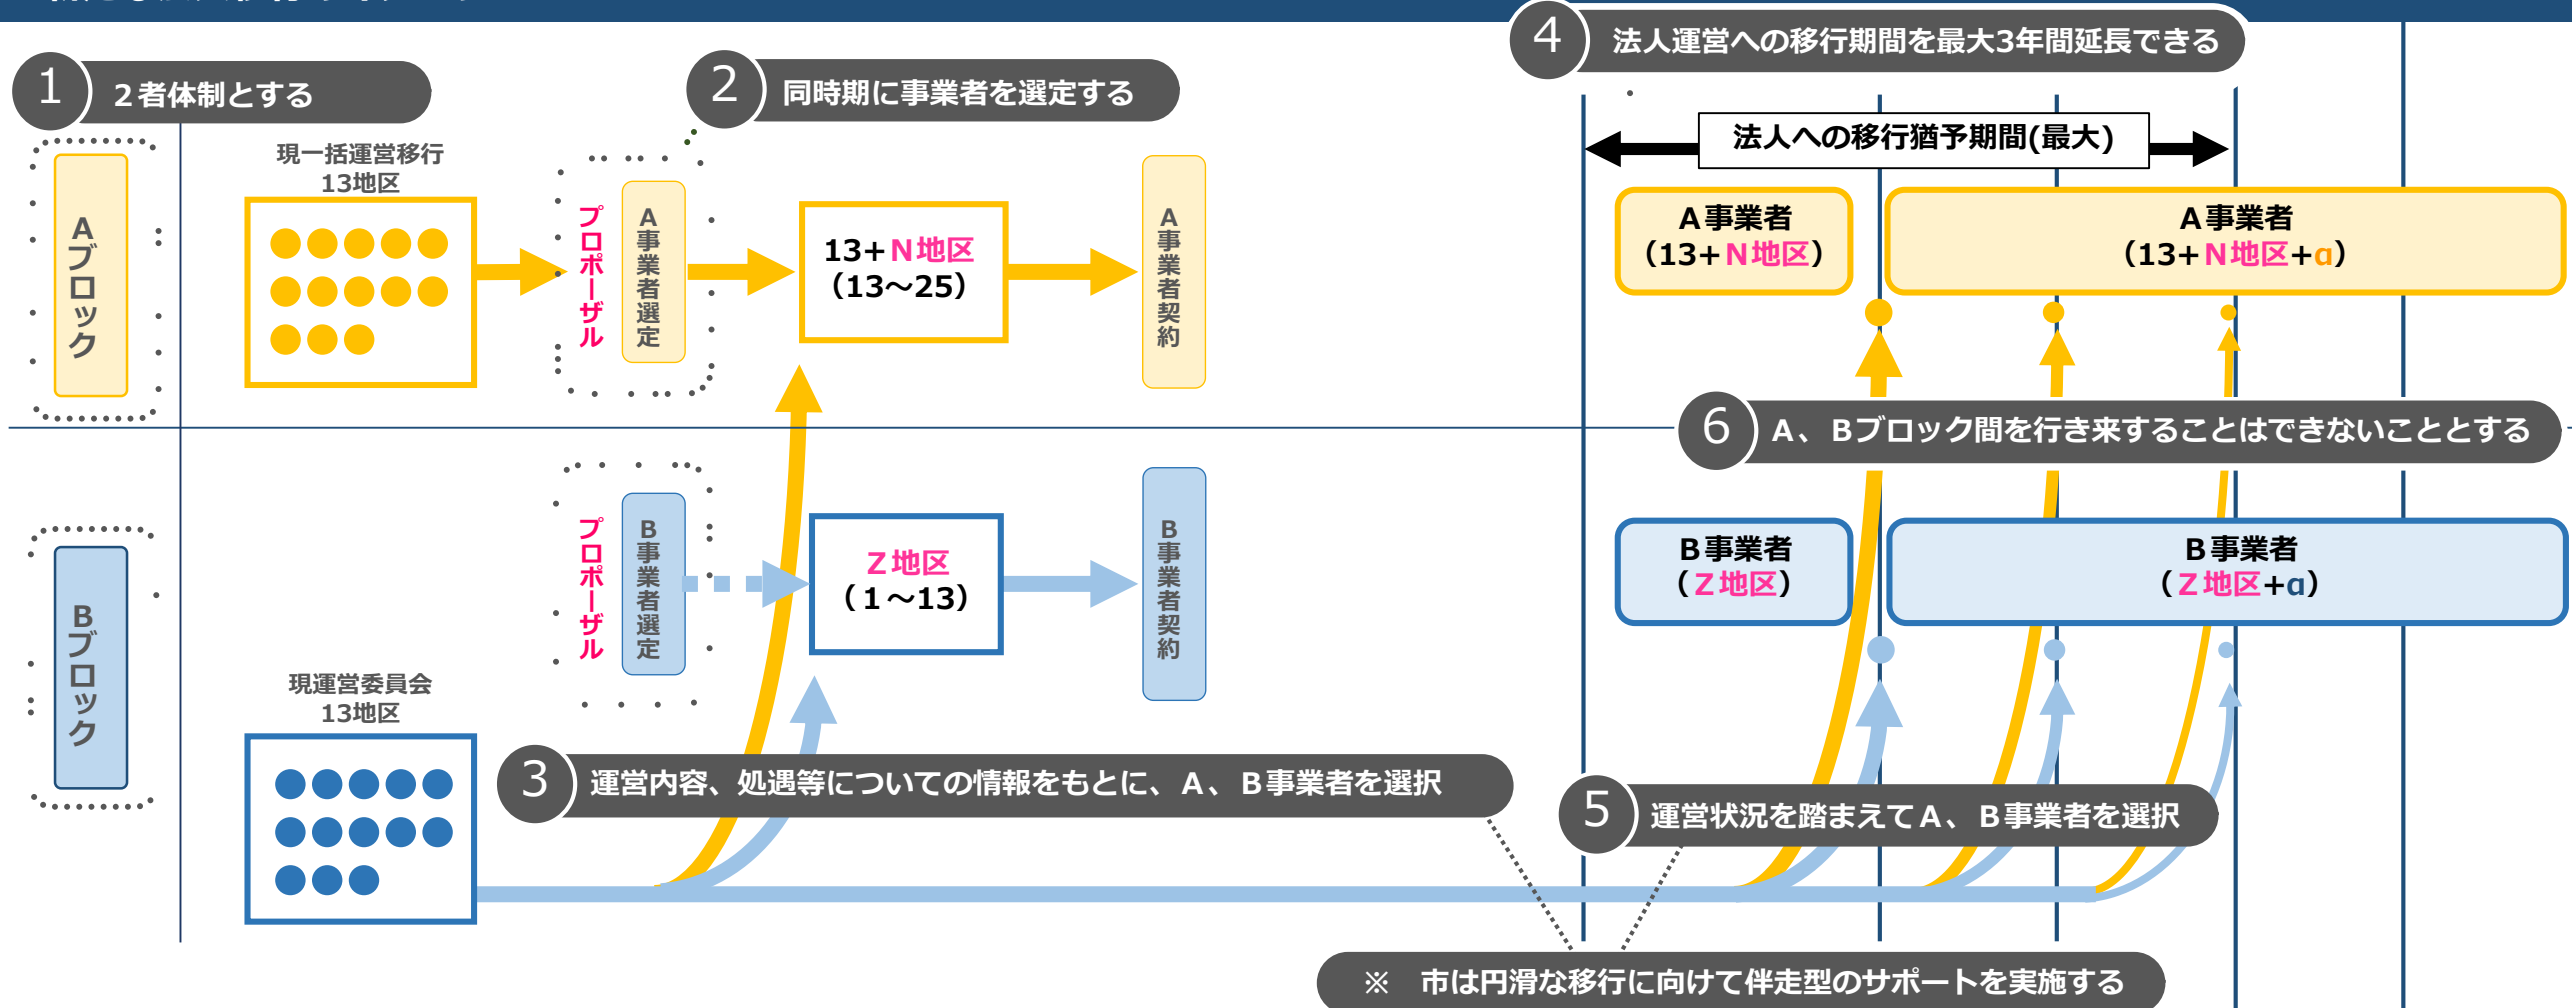 1 2者体制とする
2 同時期に事業者を選定する
4 法人運営への移行期間を最大3年間延長できる
法人への移行猶予期間(最大)
Aブロック
現一括運営移行
13地区
プロポーザル
A事業者選定
13+N地区
(13〜25)
A事業者契約
A事業者
(13+N地区)
A事業者
(13+N地区+α)
6 A、Bブロック間を行き来することはできないこととする
Bブロック
現運営委員会
13地区
プロポーザル
B事業者選定
Z地区
(1〜13)
B事業者契約
B事業者
(Z地区)
B事業者
(Z地区+α)
3 運営内容、処遇等についての情報をもとに、A、B事業者を選択
5 運営状況を踏まえてA、B事業者を選択
※ 市は円滑な移行に向けて伴走型のサポートを実施する